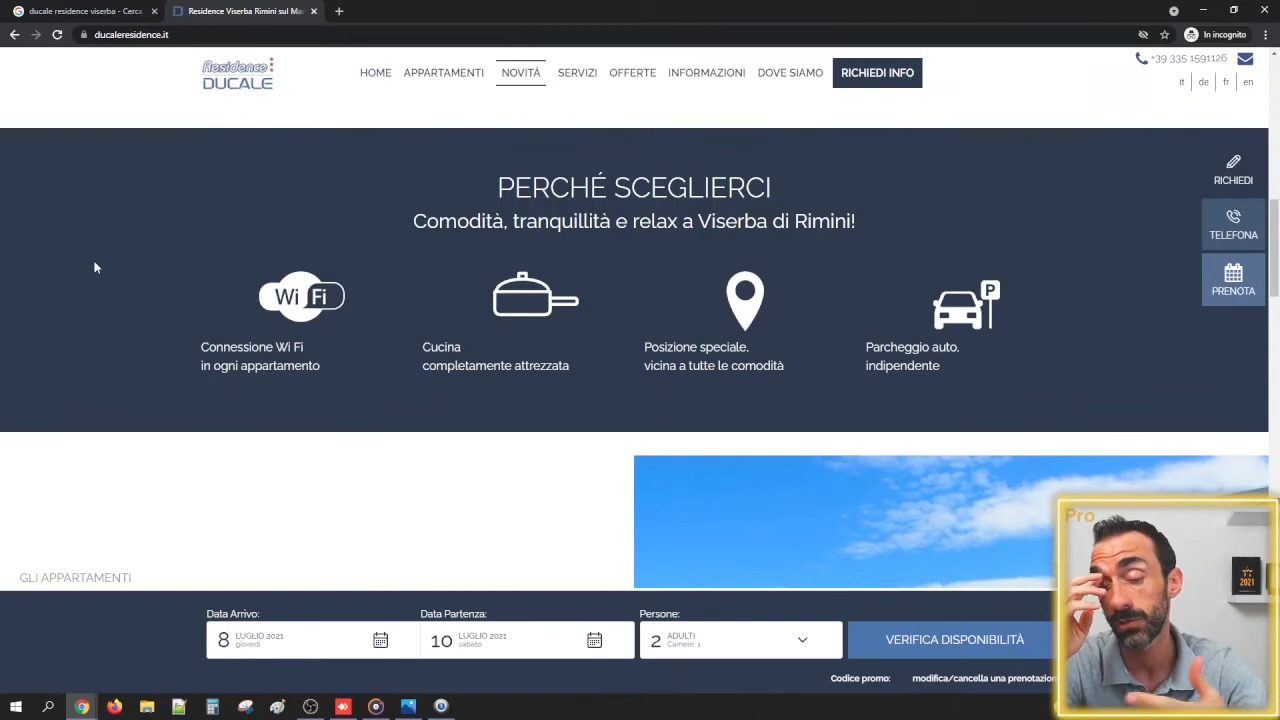 ducale residence viserba - Cerca
Residence Viserba Rimini sul Ma
ducaleresidence.it
In incognito
Residence
DUCALE
HOME APPARTAMENTI NOVITÁ SERVIZI OFFERTE INFORMAZIONI DOVE SIAMO RICHIEDI INFO
+39 335 1591126
it de fr en
PERCHÉ SCEGLIERCI
Comodità, tranquillità e relax a Viserba di Rimini!
Wi Fi
P
Connessione Wi Fi
in ogni appartamento
Cucina
completamente attrezzata
Posizione speciale,
vicina a tutte le comodità
Parcheggio auto,
indipendente
RICHIEDI
TELEFONA
PRENOTA
GLI APPARTAMENTI
Data Arrivo:
8 LUGLIO 2021
giovedì
Data Partenza:
10 LUGLIO 2021
sabato
Persone:
2 ADULTI
Camere: 1
VERIFICA DISPONIBILITÀ
Codice promo:
modifica/cancella una prenotazion
Pro
2021